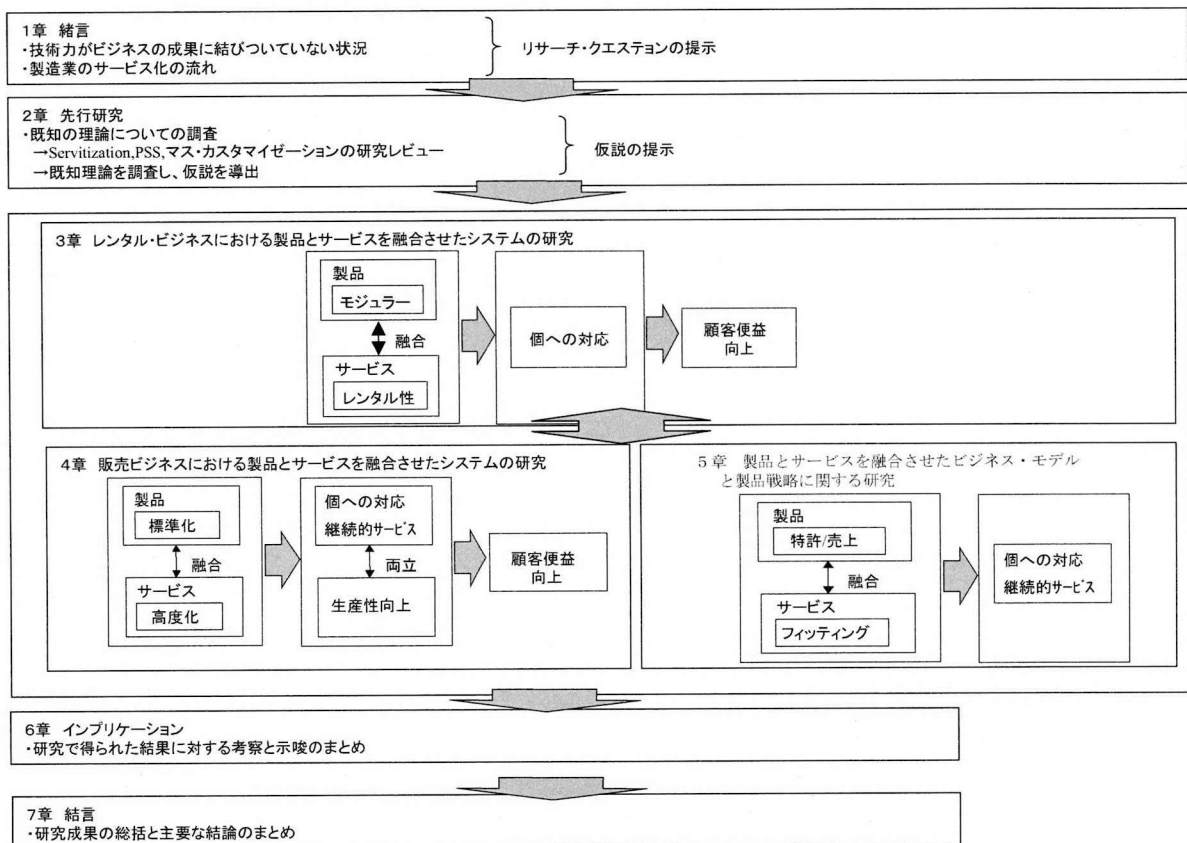 1章 緒言
・技術力がビジネスの成果に結びついていない状況
・製造業のサービス化の流れ
リサーチ・クエスチョンの提示
2章 先行研究
・既知の理論についての調査
→Servitization,PSS,マス・カスタマイゼーションの研究レビュー
→既知理論を調査し、仮説を導出
仮説の提示
3章 レンタル・ビジネスにおける製品とサービスを融合させたシステムの研究
製品
モジュラー
融合
サービス
レンタル性
個への対応
顧客便益
向上
4章 販売ビジネスにおける製品とサービスを融合させたシステムの研究
製品
標準化
融合
サービス
高度化
個への対応
継続的サービス
両立
生産性向上
顧客便益
向上
5章 製品とサービスを融合させたビジネス・モデル
と製品戦略に関する研究
製品
特許/売上
融合
サービス
フィッティング
個への対応
継続的サービス
6章 インプリケーション
・研究で得られた結果に対する考察と示唆のまとめ
7章 結言
・研究成果の総括と主要な結論のまとめ